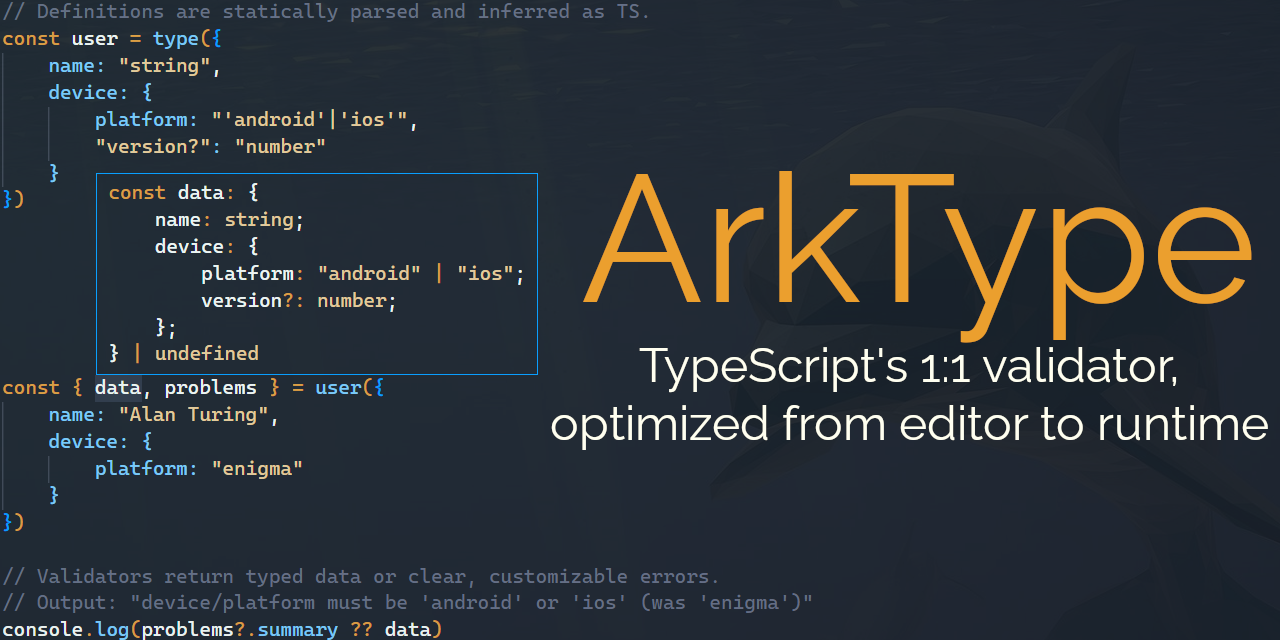 // Definitions are statically parsed and inferred as TS.
const user = type({
    name: "string",
    device: {
        platform: "'android'|'ios'",
        "version?": "number"
    }
})
const data: {
    name: string;
    device: {
        platform: "android" | "ios";
        version?: number;
    };
} | undefined
const { data, problems } = user({
    name: "Alan Turing",
    device: {
        platform: "enigma"
    }
})
// Validators return typed data or clear, customizable errors.
// Output: "device/platform must be 'android' or 'ios' (was 'enigma')"
console.log(problems?.summary ?? data)
ArkType
TypeScript's 1:1 validator,
optimized from editor to runtime